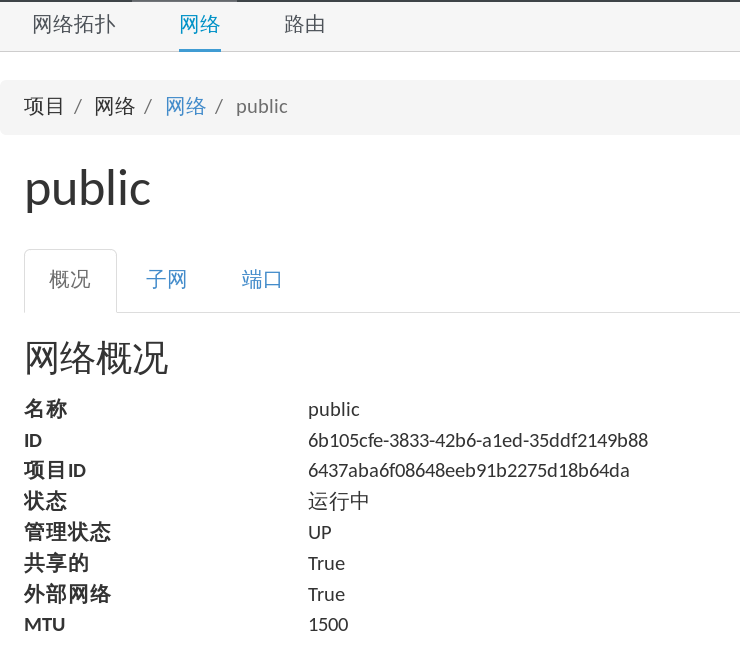 网络拓扑 网络 路由
项目 / 网络 / 网络 / public
public
概况 子网 端口
网络概况
名称 public
ID 6b105cfe-3833-42b6-a1ed-35ddf2149b88
项目ID 6437aba6f08648eeb91b2275d18b64da
状态 运行中
管理状态 UP
共享的 True
外部网络 True
MTU 1500